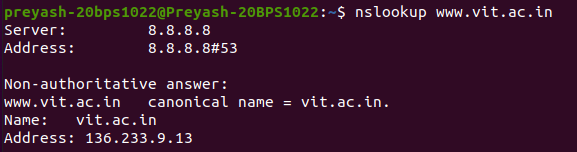 preyash-20bps1022@Preyash-20BPS1022:~$ nslookup www.vit.ac.in
Server:         8.8.8.8
Address:        8.8.8.8#53

Non-authoritative answer:
www.vit.ac.in   canonical name = vit.ac.in.
Name:   vit.ac.in
Address: 136.233.9.13